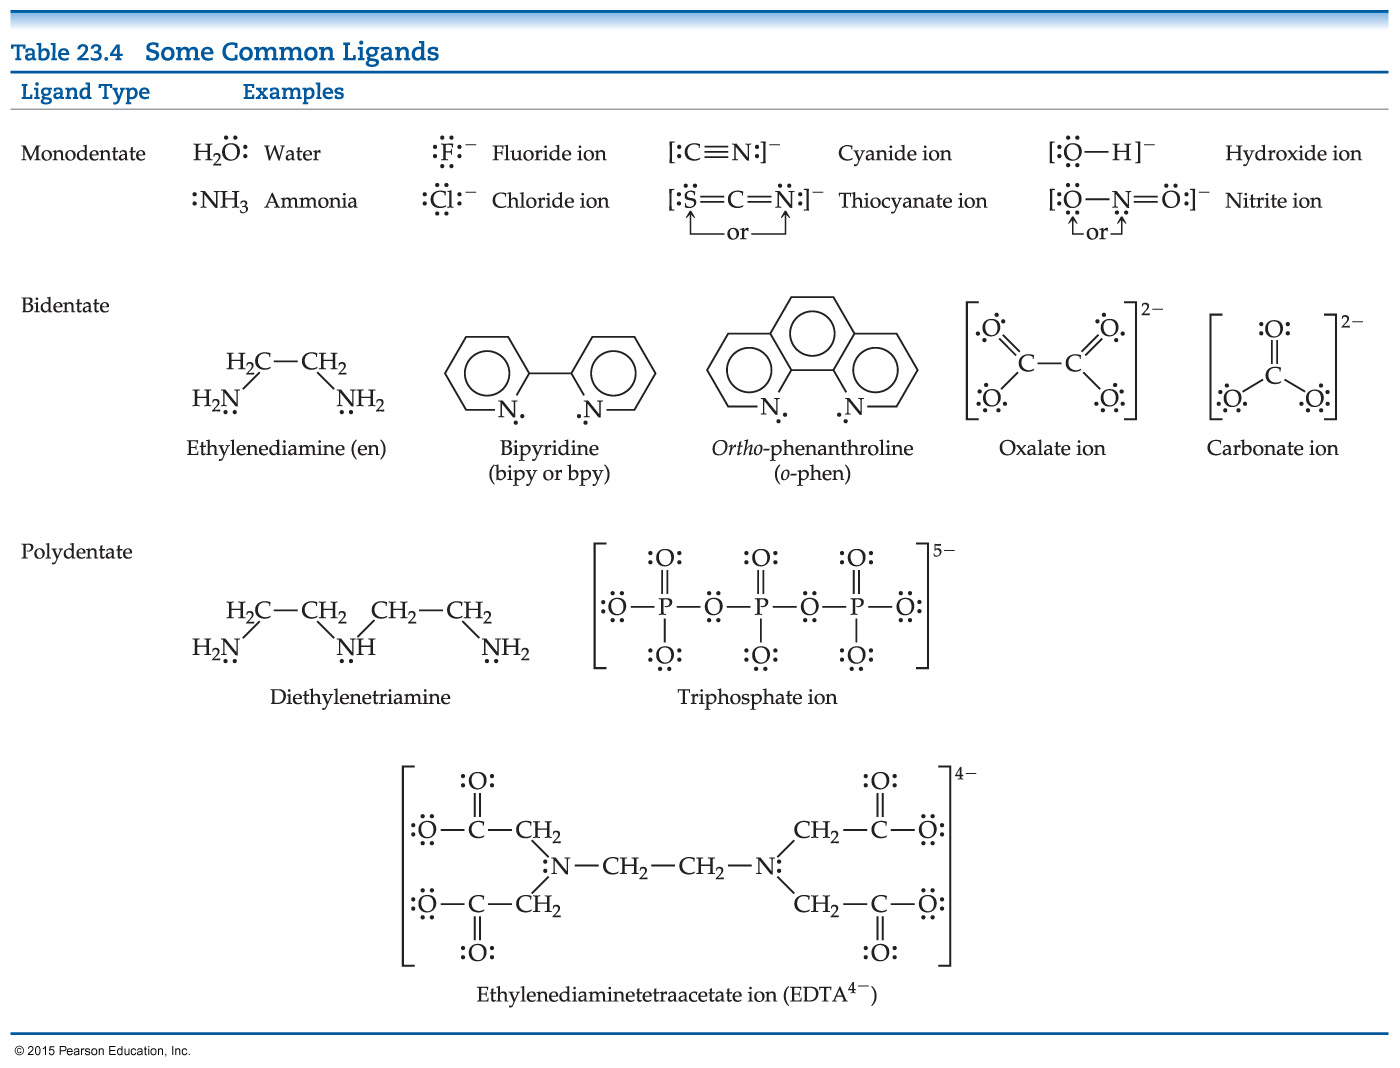 Table 23.4 Some Common Ligands
Ligand Type Examples
Monodentate H₂Ö: Water :F:⁻ Fluoride ion [:C≡N:]⁻ Cyanide ion [:O—H]⁻ Hydroxide ion
:NH₃ Ammonia :Cl:⁻ Chloride ion [:S=C=N:]⁻ Thiocyanate ion [:O—N=O:]⁻ Nitrite ion
or or
Bidentate
H₂C—CH₂
H₂N NH₂
Ethylenediamine (en)
N N
Bipyridine
(bipy or bpy)
N N
Ortho-phenanthroline
(o-phen)
[O O 2−
C—C
O O]
Oxalate ion
[:O: 2−
C
O O]
Carbonate ion
Polydentate
H₂C—CH₂ CH₂—CH₂
H₂N NH NH₂
Diethylenetriamine
[:O: :O: :O: 5−
:O—P—O—P—O—P—O:
:O: :O: :O:]
Triphosphate ion
[:O: :O: 4−
:O—C—CH₂ CH₂—C—O:
:N—CH₂—CH₂—N:
:O—C—CH₂ CH₂—C—O:
:O: :O:]
Ethylenediaminetetraacetate ion (EDTA⁴⁻)
© 2015 Pearson Education, Inc.